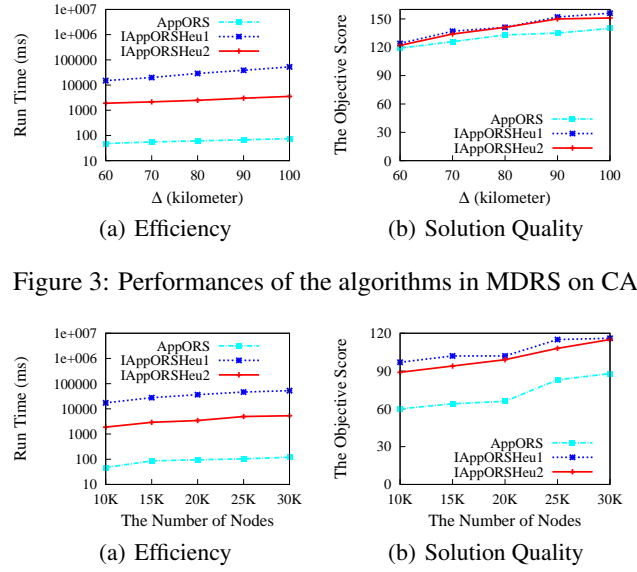 Run Time (ms)
1e+007
1e+006
100000
10000
1000
100
10
AppORS
IAppORSHeu1
IAppORSHeu2
60 70 80 90 100
Δ (kilometer)
(a) Efficiency
The Objective Score
150
120
90
60
30
0
AppORS
IAppORSHeu1
IAppORSHeu2
60 70 80 90 100
Δ (kilometer)
(b) Solution Quality
Figure 3: Performances of the algorithms in MDRS on CA
Run Time (ms)
1e+007
1e+006
100000
10000
1000
100
10
AppORS
IAppORSHeu1
IAppORSHeu2
10K 15K 20K 25K 30K
The Number of Nodes
(a) Efficiency
The Objective Score
120
90
60
30
0
AppORS
IAppORSHeu1
IAppORSHeu2
10K 15K 20K 25K 30K
The Number of Nodes
(b) Solution Quality